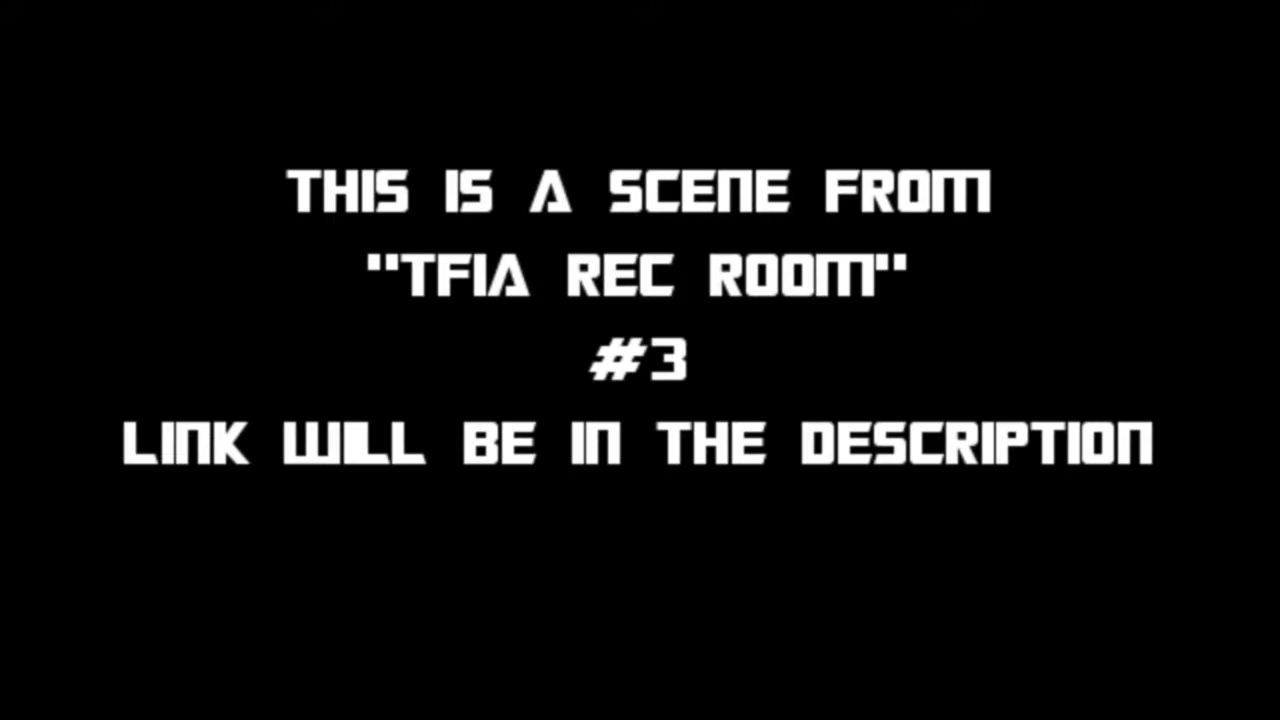 THIS IS A SCENE FROM
"TFIA REC ROOM"
#3
LINK WILL BE IN THE DESCRIPTION